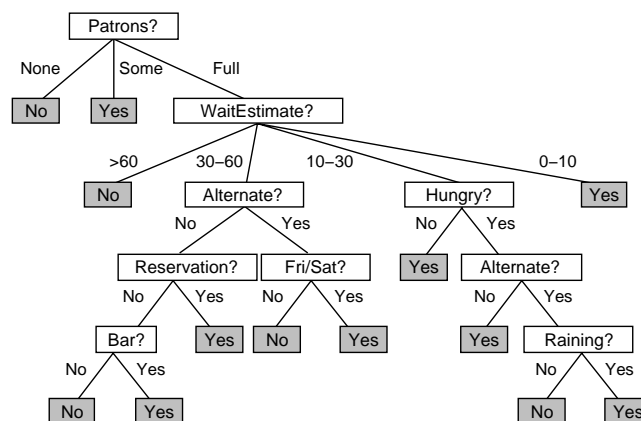 Patrons?
None Some Full
No Yes WaitEstimate?
>60 30–60 10–30 0–10
No Alternate? Hungry? Yes
No Yes No Yes
Reservation? Fri/Sat? Yes Alternate?
No Yes No Yes No Yes
Bar? Yes No Yes Yes Raining?
No Yes No Yes
No Yes No Yes